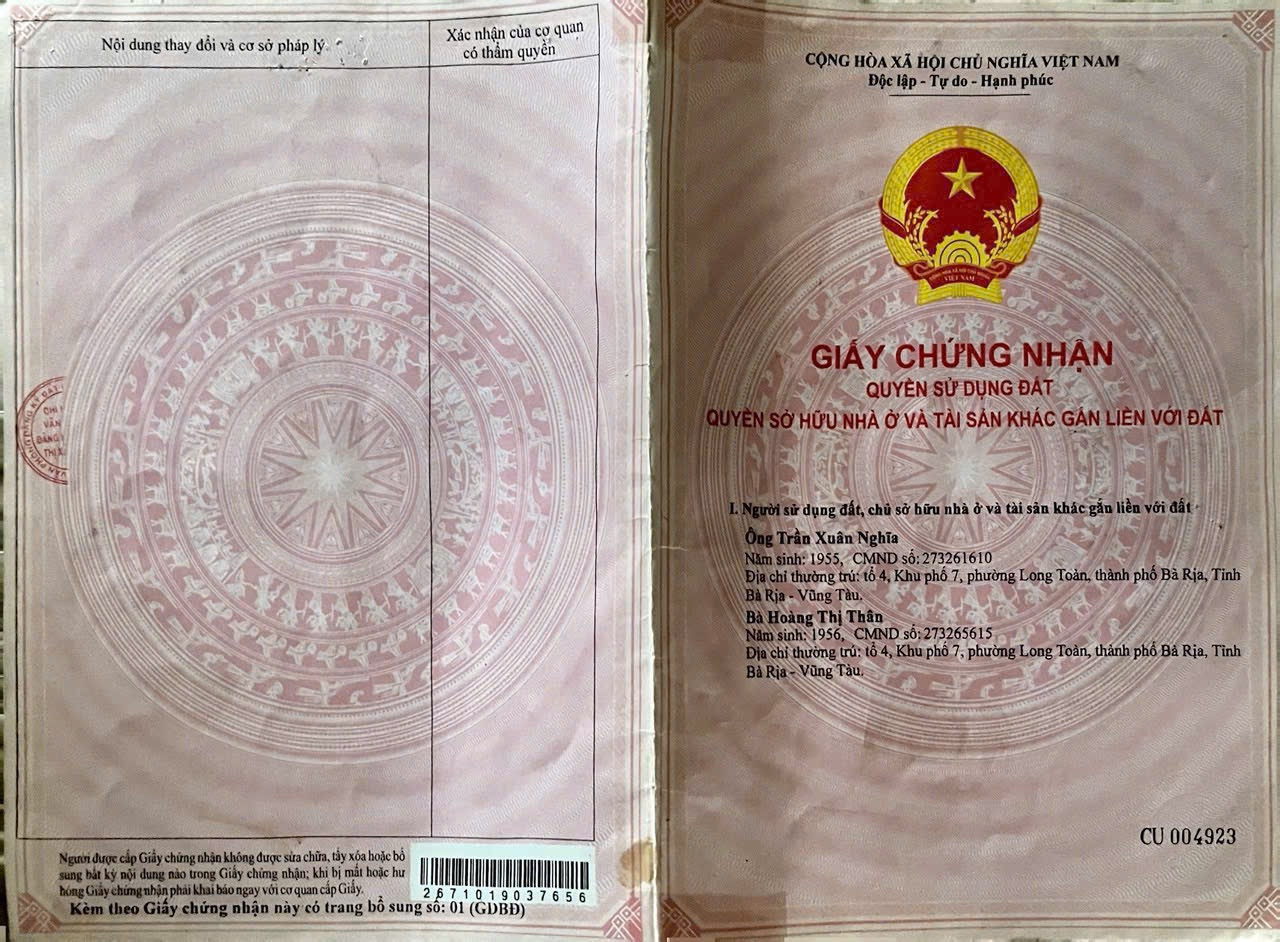 Nội dung thay đổi và cơ sở pháp lý
Xác nhận của cơ quan
có thẩm quyền
Người được cấp Giấy chứng nhận không được sửa chữa, tẩy xóa hoặc bổ
sung bất kỳ nội dung nào trong Giấy chứng nhận; khi bị mất hoặc hư
hỏng Giấy chứng nhận phải khai báo ngay với cơ quan cấp Giấy.
2671019037656
Kèm theo Giấy chứng nhận này có trang bổ sung số: 01 (GDBĐ)
CỘNG HÒA XÃ HỘI CHỦ NGHĨA VIỆT NAM
Độc lập - Tự do - Hạnh phúc
VIỆT NAM
GIẤY CHỨNG NHẬN
QUYỀN SỬ DỤNG ĐẤT
QUYỀN SỞ HỮU NHÀ Ở VÀ TÀI SẢN KHÁC GẮN LIỀN VỚI ĐẤT
I. Người sử dụng đất, chủ sở hữu nhà ở và tài sản khác gắn liền với đất
Ông Trần Xuân Nghĩa
Năm sinh: 1955, CMND số: 273261610
Địa chỉ thường trú: tổ 4, Khu phố 7, phường Long Toàn, thành phố Bà Rịa, Tỉnh
Bà Rịa - Vũng Tàu.
Bà Hoàng Thị Thân
Năm sinh: 1956, CMND số: 273265615
Địa chỉ thường trú: tổ 4, Khu phố 7, phường Long Toàn, thành phố Bà Rịa, Tỉnh
Bà Rịa - Vũng Tàu.
CU 004923